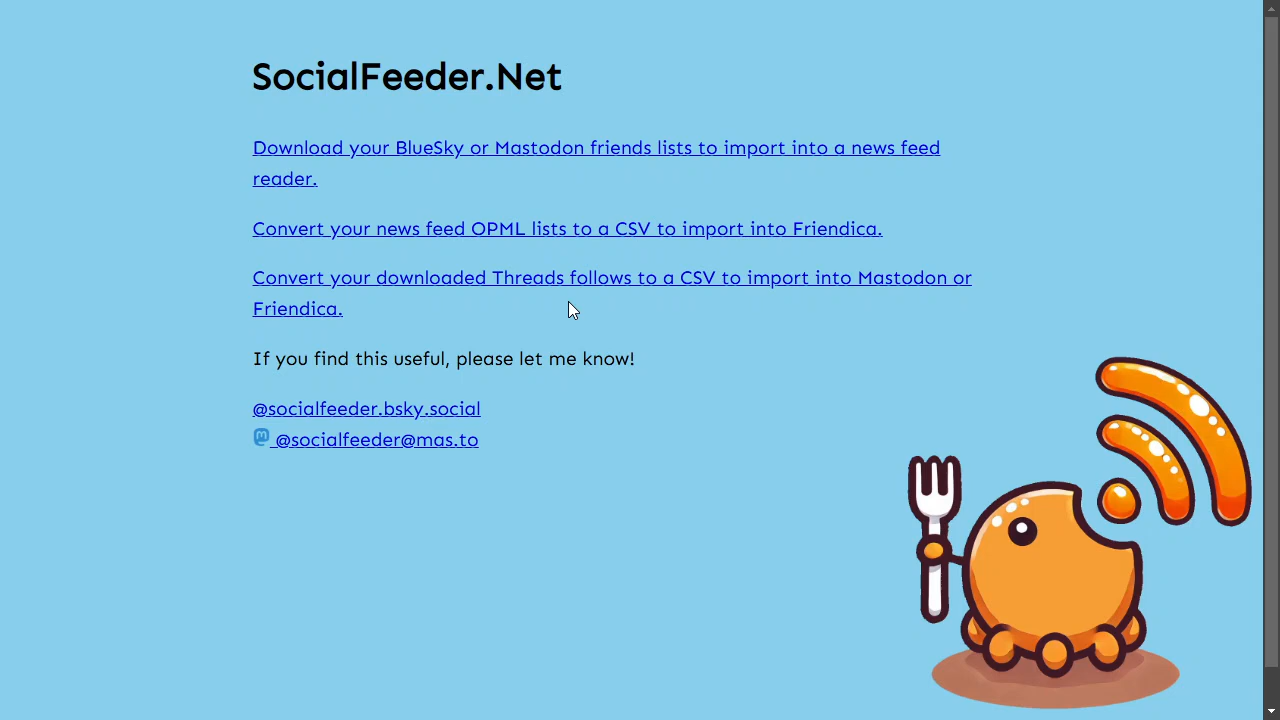 SocialFeeder.Net
Download your BlueSky or Mastodon friends lists to import into a news feed
reader.
Convert your news feed OPML lists to a CSV to import into Friendica.
Convert your downloaded Threads follows to a CSV to import into Mastodon or
Friendica.
If you find this useful, please let me know!
@socialfeeder.bsky.social
@socialfeeder@mas.to